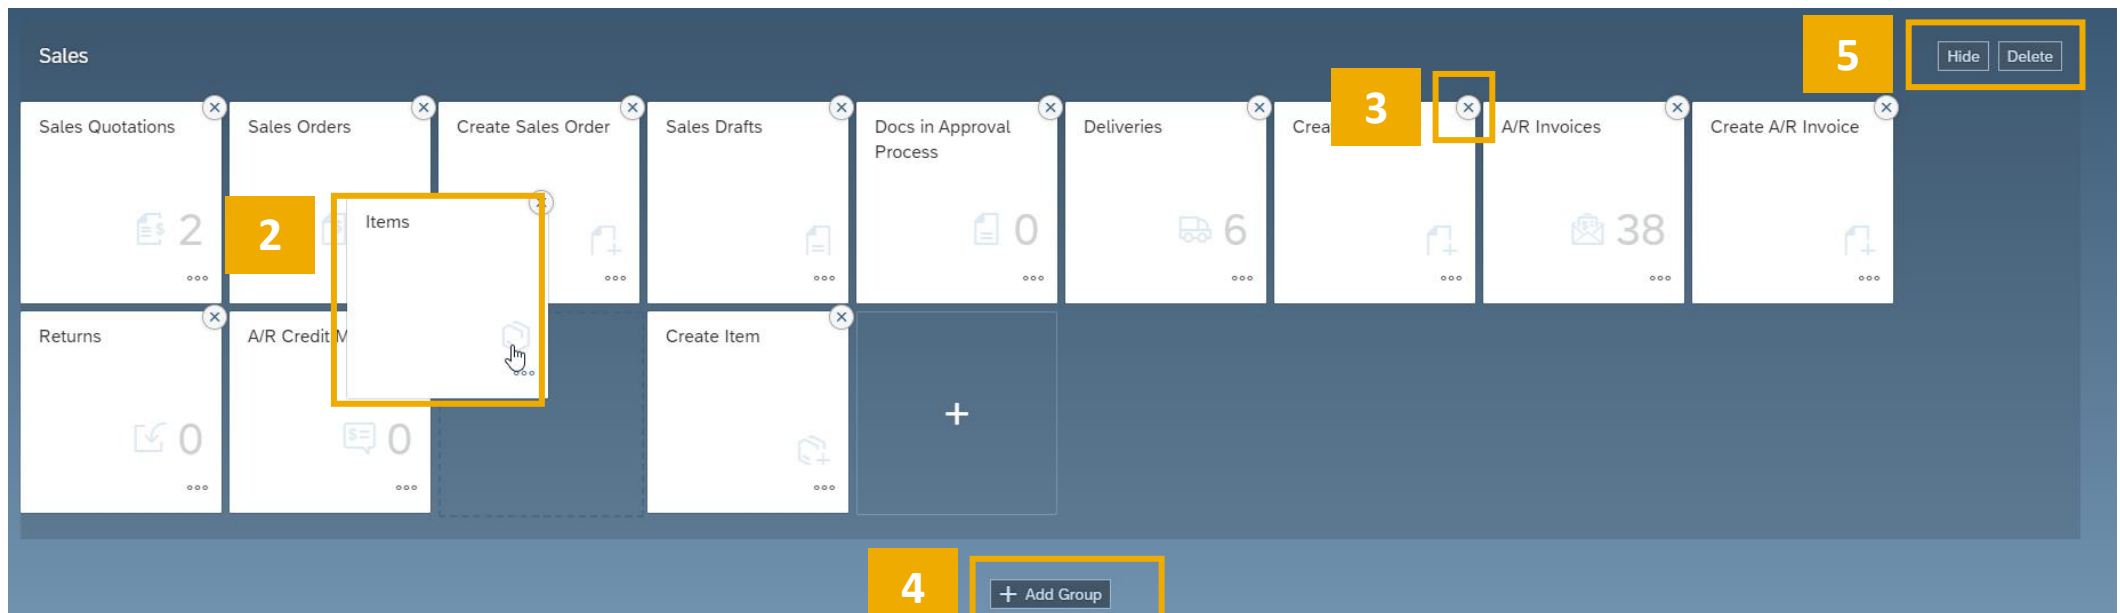 Sales
5
Hide
Delete
3
Sales Quotations
Sales Orders
Create Sales Order
Sales Drafts
Docs in Approval
Process
Deliveries
A/R Invoices
Create A/R Invoice
2
2
Items
0
6
38
Returns
A/R Credit
Create Item
0
0
+
4
+ Add Group